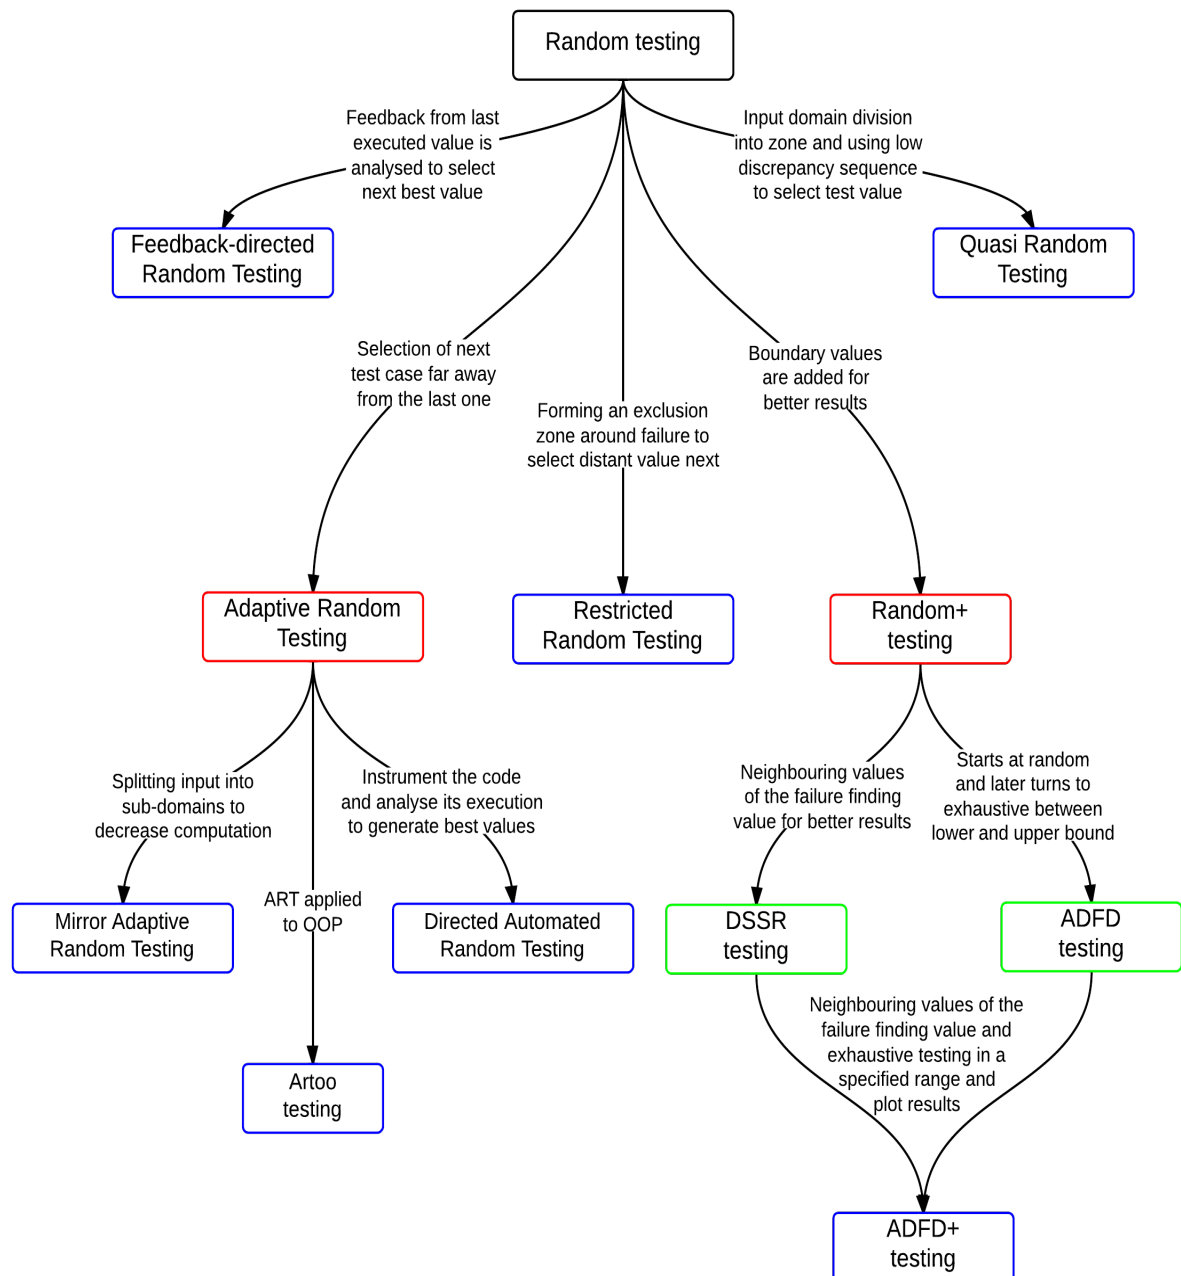 Random testing
Feedback from last
executed value is
analysed to select
next best value
Input domain division
into zone and using low
discrepancy sequence
to select test value
Feedback-directed
Random Testing
Quasi Random
Testing
Selection of next
test case far away
from the last one
Forming an exclusion
zone around failure to
select distant value next
Boundary values
are added for
better results
Adaptive Random
Testing
Restricted
Random Testing
Random+
testing
Splitting input into
sub-domains to
decrease computation
Instrument the code
and analyse its execution
to generate best values
Neighbouring values
of the failure finding
value for better results
Starts at random
and later turns to
exhaustive between
lower and upper bound
Mirror Adaptive
Random Testing
ART applied
to OOP
Directed Automated
Random Testing
DSSR
testing
ADFD
testing
Artoo
testing
Neighbouring values of the
failure finding value and
exhaustive testing in a
specified range and
plot results
ADFD+
testing